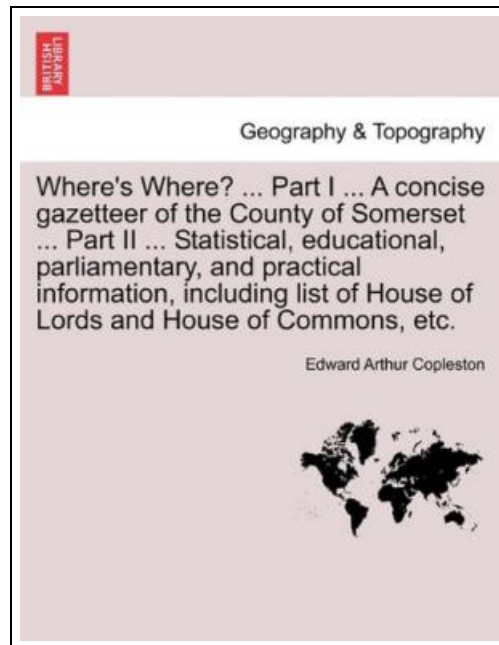 BRITISH
LIBRARY
Geography & Topography
Where's Where? ... Part I ... A concise
gazetteer of the County of Somerset
... Part II ... Statistical, educational,
parliamentary, and practical
information, including list of House of
Lords and House of Commons, etc.
Edward Arthur Copleston